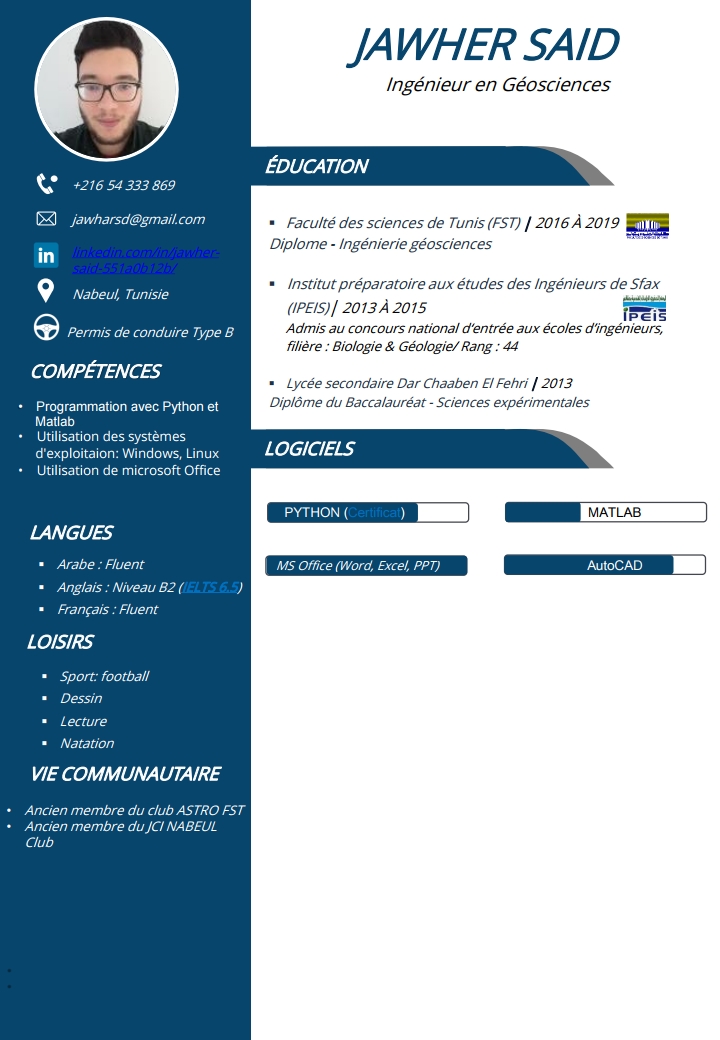 JAWHER SAID
Ingénieur en Géosciences
+216 54 333 869
jawharsd@gmail.com
linkedin.com/in/jawher-
said-551a0b12b/
Nabeul, Tunisie
Permis de conduire Type B
COMPÉTENCES
• Programmation avec Python et
Matlab
• Utilisation des systèmes
d'exploitaion: Windows, Linux
• Utilisation de microsoft Office
LANGUES
▪ Arabe : Fluent
▪ Anglais : Niveau B2 (IELTS 6.5)
▪ Français : Fluent
LOISIRS
▪ Sport: football
▪ Dessin
▪ Lecture
▪ Natation
VIE COMMUNAUTAIRE
• Ancien membre du club ASTRO FST
• Ancien membre du JCI NABEUL
Club
ÉDUCATION
▪ Faculté des sciences de Tunis (FST) | 2016 À 2019
Diplome - Ingénierie géosciences
▪ Institut préparatoire aux études des Ingénieurs de Sfax
(IPEIS)| 2013 À 2015
IPEIS
Admis au concours national d’entrée aux écoles d’ingénieurs,
filière : Biologie & Géologie/ Rang : 44
▪ Lycée secondaire Dar Chaaben El Fehri | 2013
Diplôme du Baccalauréat - Sciences expérimentales
LOGICIELS
PYTHON (Certificat)
MATLAB
MS Office (Word, Excel, PPT)
AutoCAD